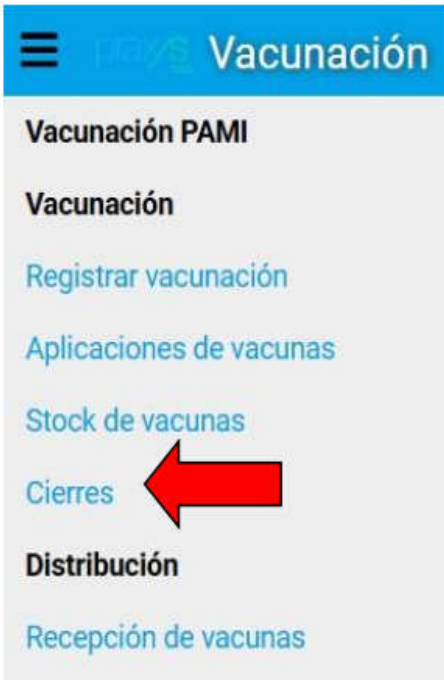 Vacunación
Vacunación PAMI
Vacunación
Registrar vacunación
Aplicaciones de vacunas
Stock de vacunas
Cierres
Distribución
Recepción de vacunas